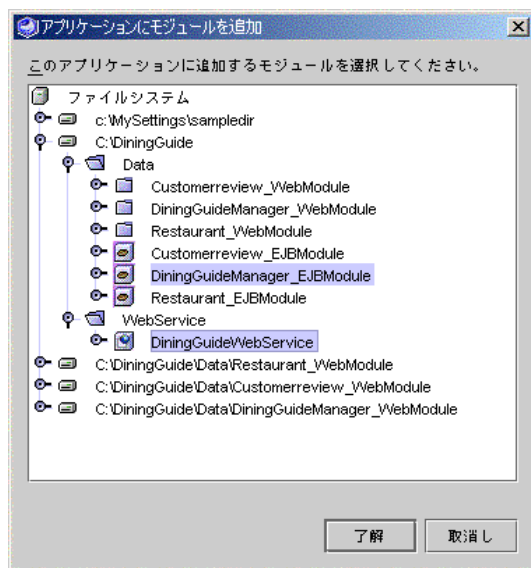 アプリケーションにモジュールを追加
このアプリケーションに追加するモジュールを選択してください。
ファイルシステム
c:\MySettings\sampledir
C:\DiningGuide
Data
Customerreview_WebModule
DiningGuideManager_WebModule
Restaurant_WebModule
Customerreview_EJBModule
DiningGuideManager_EJBModule
Restaurant_EJBModule
WebService
DiningGuideWebService
C:\DiningGuide\Data\Restaurant_WebModule
C:\DiningGuide\Data\Customerreview_WebModule
C:\DiningGuide\Data\DiningGuideManager_WebModule
了解
取消し